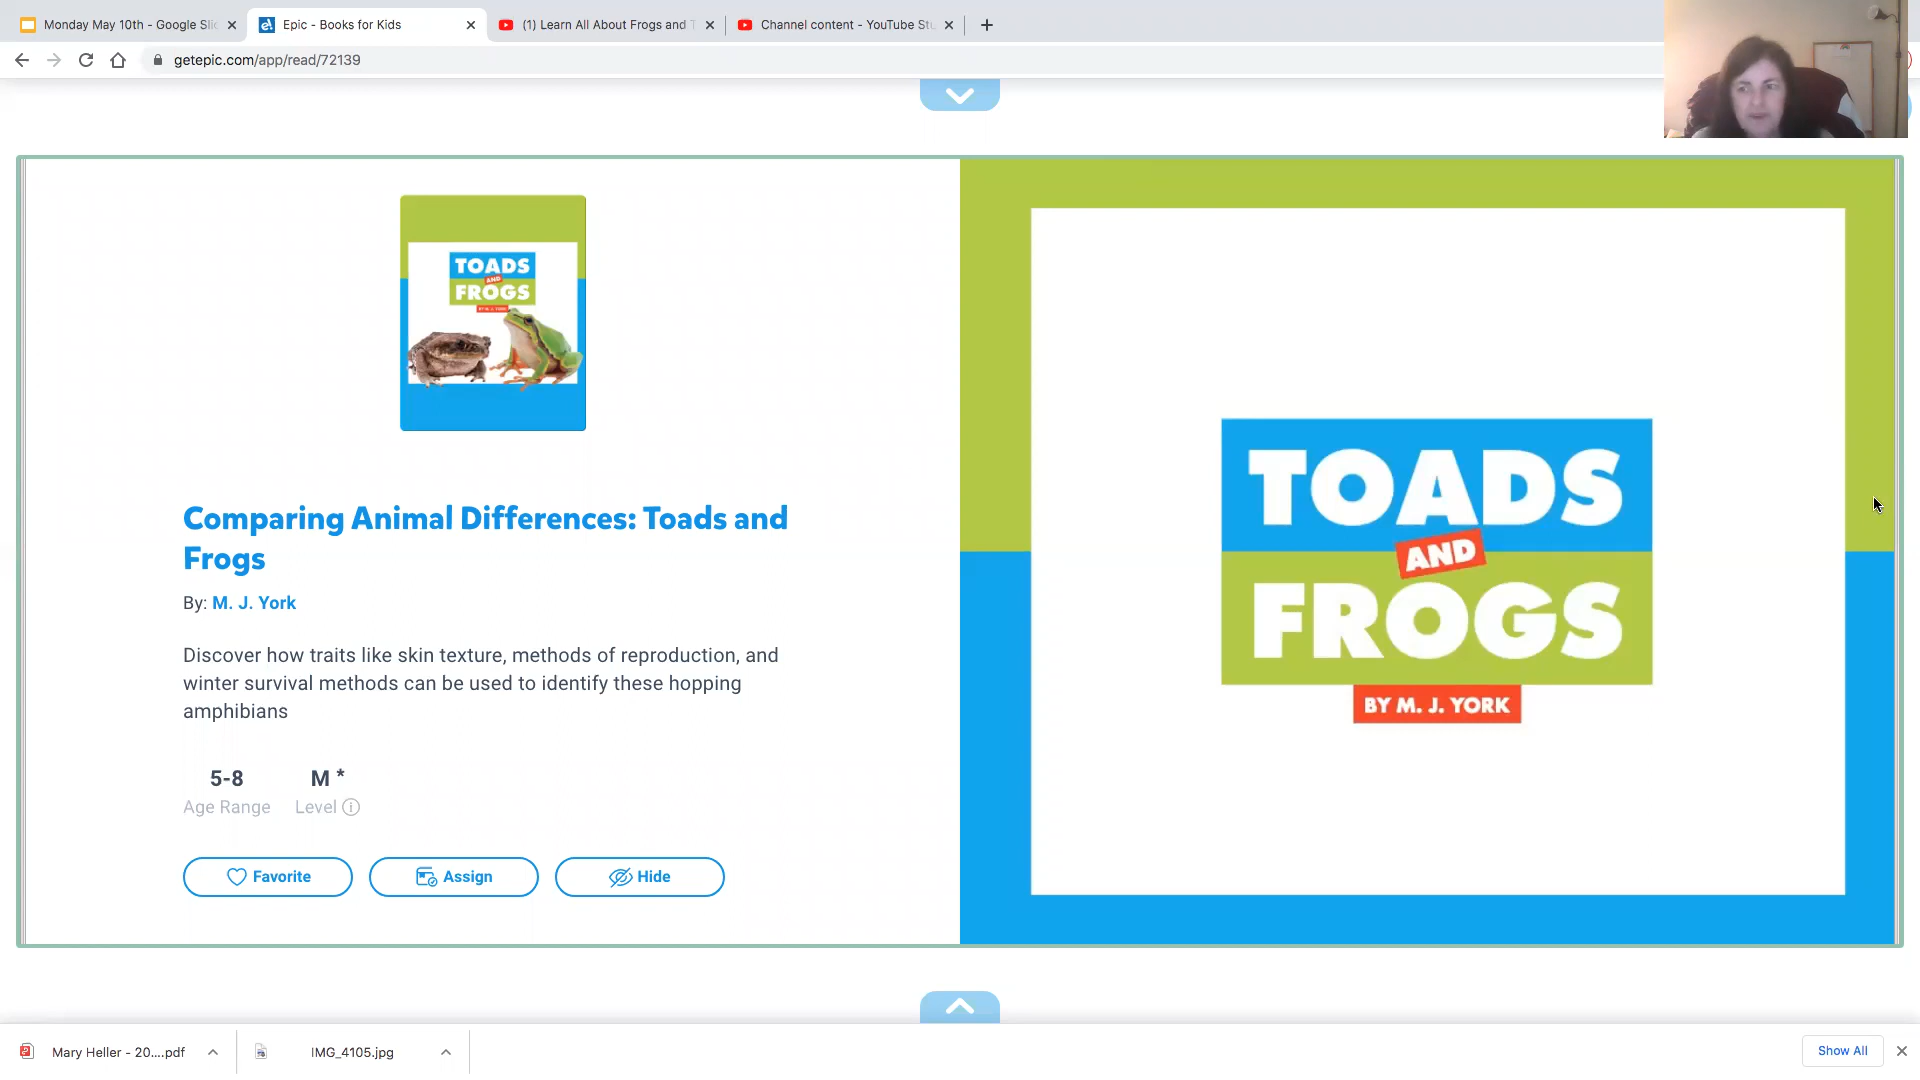 Monday May 10th - Google Slic
Epic - Books for Kids
(1) Learn All About Frogs and T
Channel content - YouTube Stu
getepic.com/app/read/72139
TOADS
AND
FROGS
BY M. J. YORK
Comparing Animal Differences: Toads and
Frogs
By: M. J. York
Discover how traits like skin texture, methods of reproduction, and
winter survival methods can be used to identify these hopping
amphibians
5-8
M *
Age Range
Level
Favorite
Assign
Hide
TOADS
AND
FROGS
BY M. J. YORK
Mary Heller - 20....pdf
IMG_4105.jpg
Show All